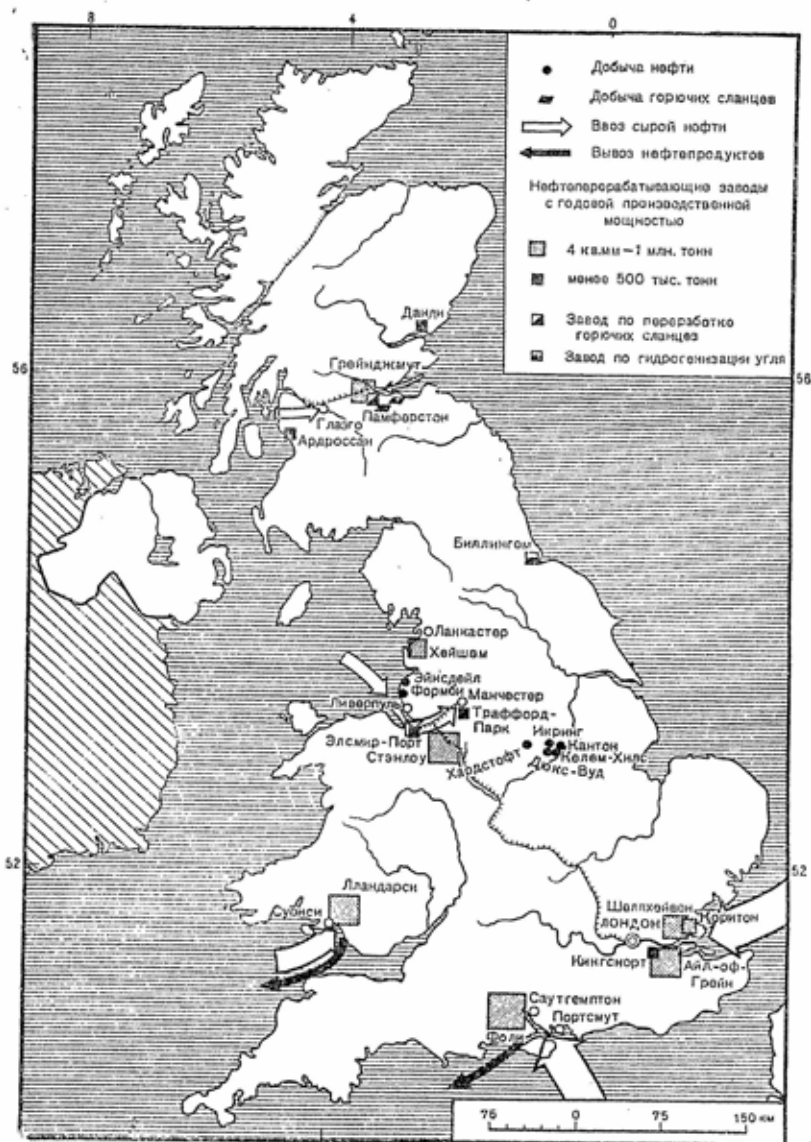 8
4
0
Добыча нефти
Добыча горючих сланцев
Ввоз сырой нефти
Вывоз нефтепродуктов
Нефтеперерабатывающие заводы
с годовой производственной
мощностью
4 кв.мм–1 млн. тонн
менее 500 тыс. тонн
Завод по переработке
горючих сланцев
Завод по гидрогенизации угля
56
56
Данди
Грейнджмут
Памферстон
Глазго
Ардроссан
Биллингем
Ланкастер
Хейшем
Эйнсдейл
Формби
Ливерпуль
Манчестер
Траффорд-
Парк
Элсмир-Порт
Стэнлоу
Хардстофт
Икринг
Кантон
Келем-Хилс
Дюкс-Вуд
52
52
Лландарси
Суонси
Шеллхейвен
ЛОНДОН
Коритон
Кингснорт
Айл-оф-
Грейн
Саутгемптон
Портсмут
Фоли
75
0
75
150 км